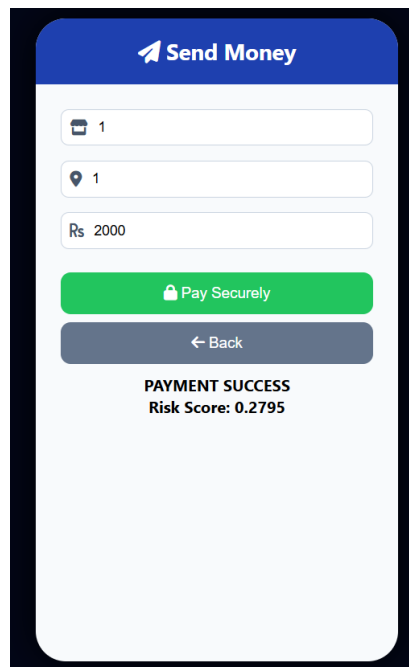 Send Money
1
1
Rs 2000
Pay Securely
Back
PAYMENT SUCCESS
Risk Score: 0.2795